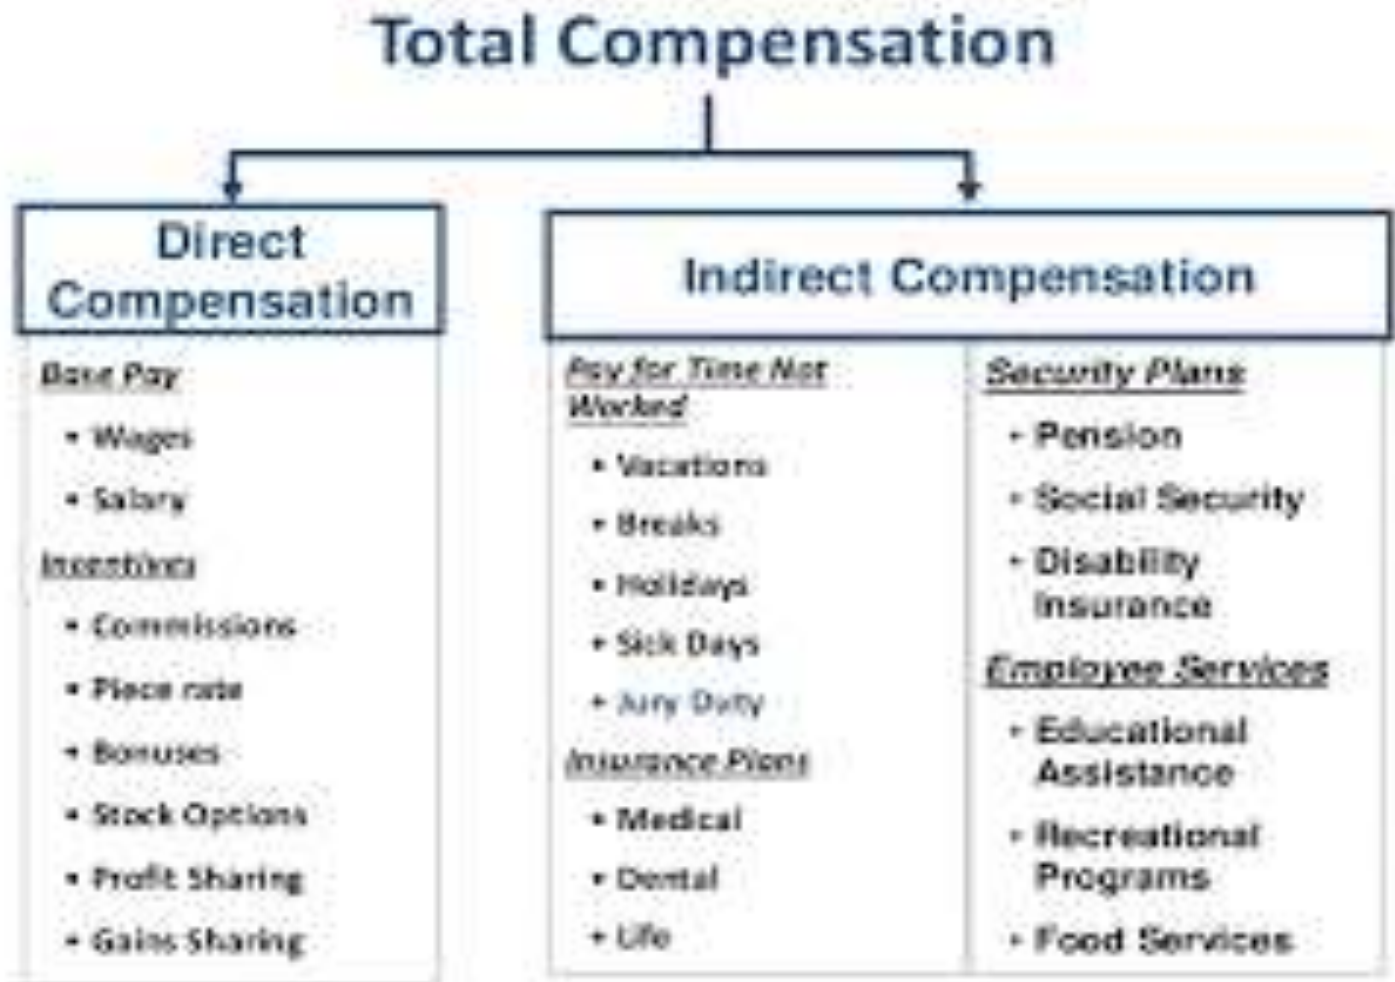 Total Compensation
Direct
Compensation
Base Pay
• Wages
• Salary
Incentives
• Commissions
• Piece rate
• Bonuses
• Stock Options
• Profit Sharing
• Gains Sharing
Indirect Compensation
Pay for Time Not
Worked
• Vacations
• Breaks
• Holidays
• Sick Days
• Jury Duty
Insurance Plans
• Medical
• Dental
• Life
Security Plans
• Pension
• Social Security
• Disability
Insurance
Employee Services
• Educational
Assistance
• Recreational
Programs
• Food Services